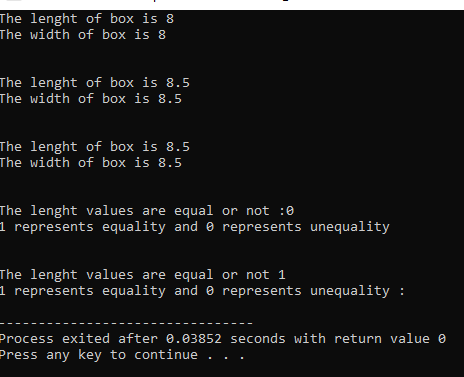 The lenght of box is 8
The width of box is 8
The lenght of box is 8.5
The width of box is 8.5
The lenght of box is 8.5
The width of box is 8.5
The lenght values are equal or not :0
1 represents equality and 0 represents unequality
The lenght values are equal or not 1
1 represents equality and 0 represents unequality :
--------------------------------
Process exited after 0.03852 seconds with return value 0
Press any key to continue . . .